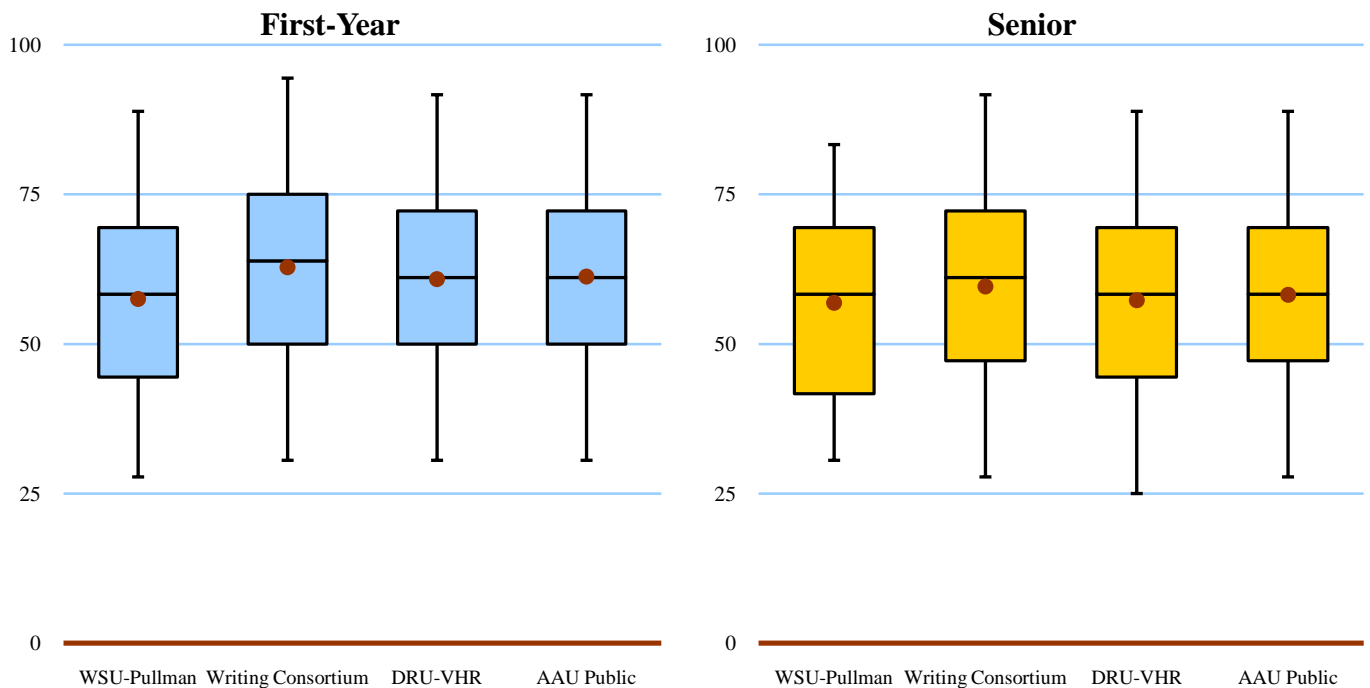 First-Year
100
75
50
25
0
WSU-Pullman Writing Consortium DRU-VHR AAU Public
Senior
100
75
50
25
0
WSU-Pullman Writing Consortium DRU-VHR AAU Public